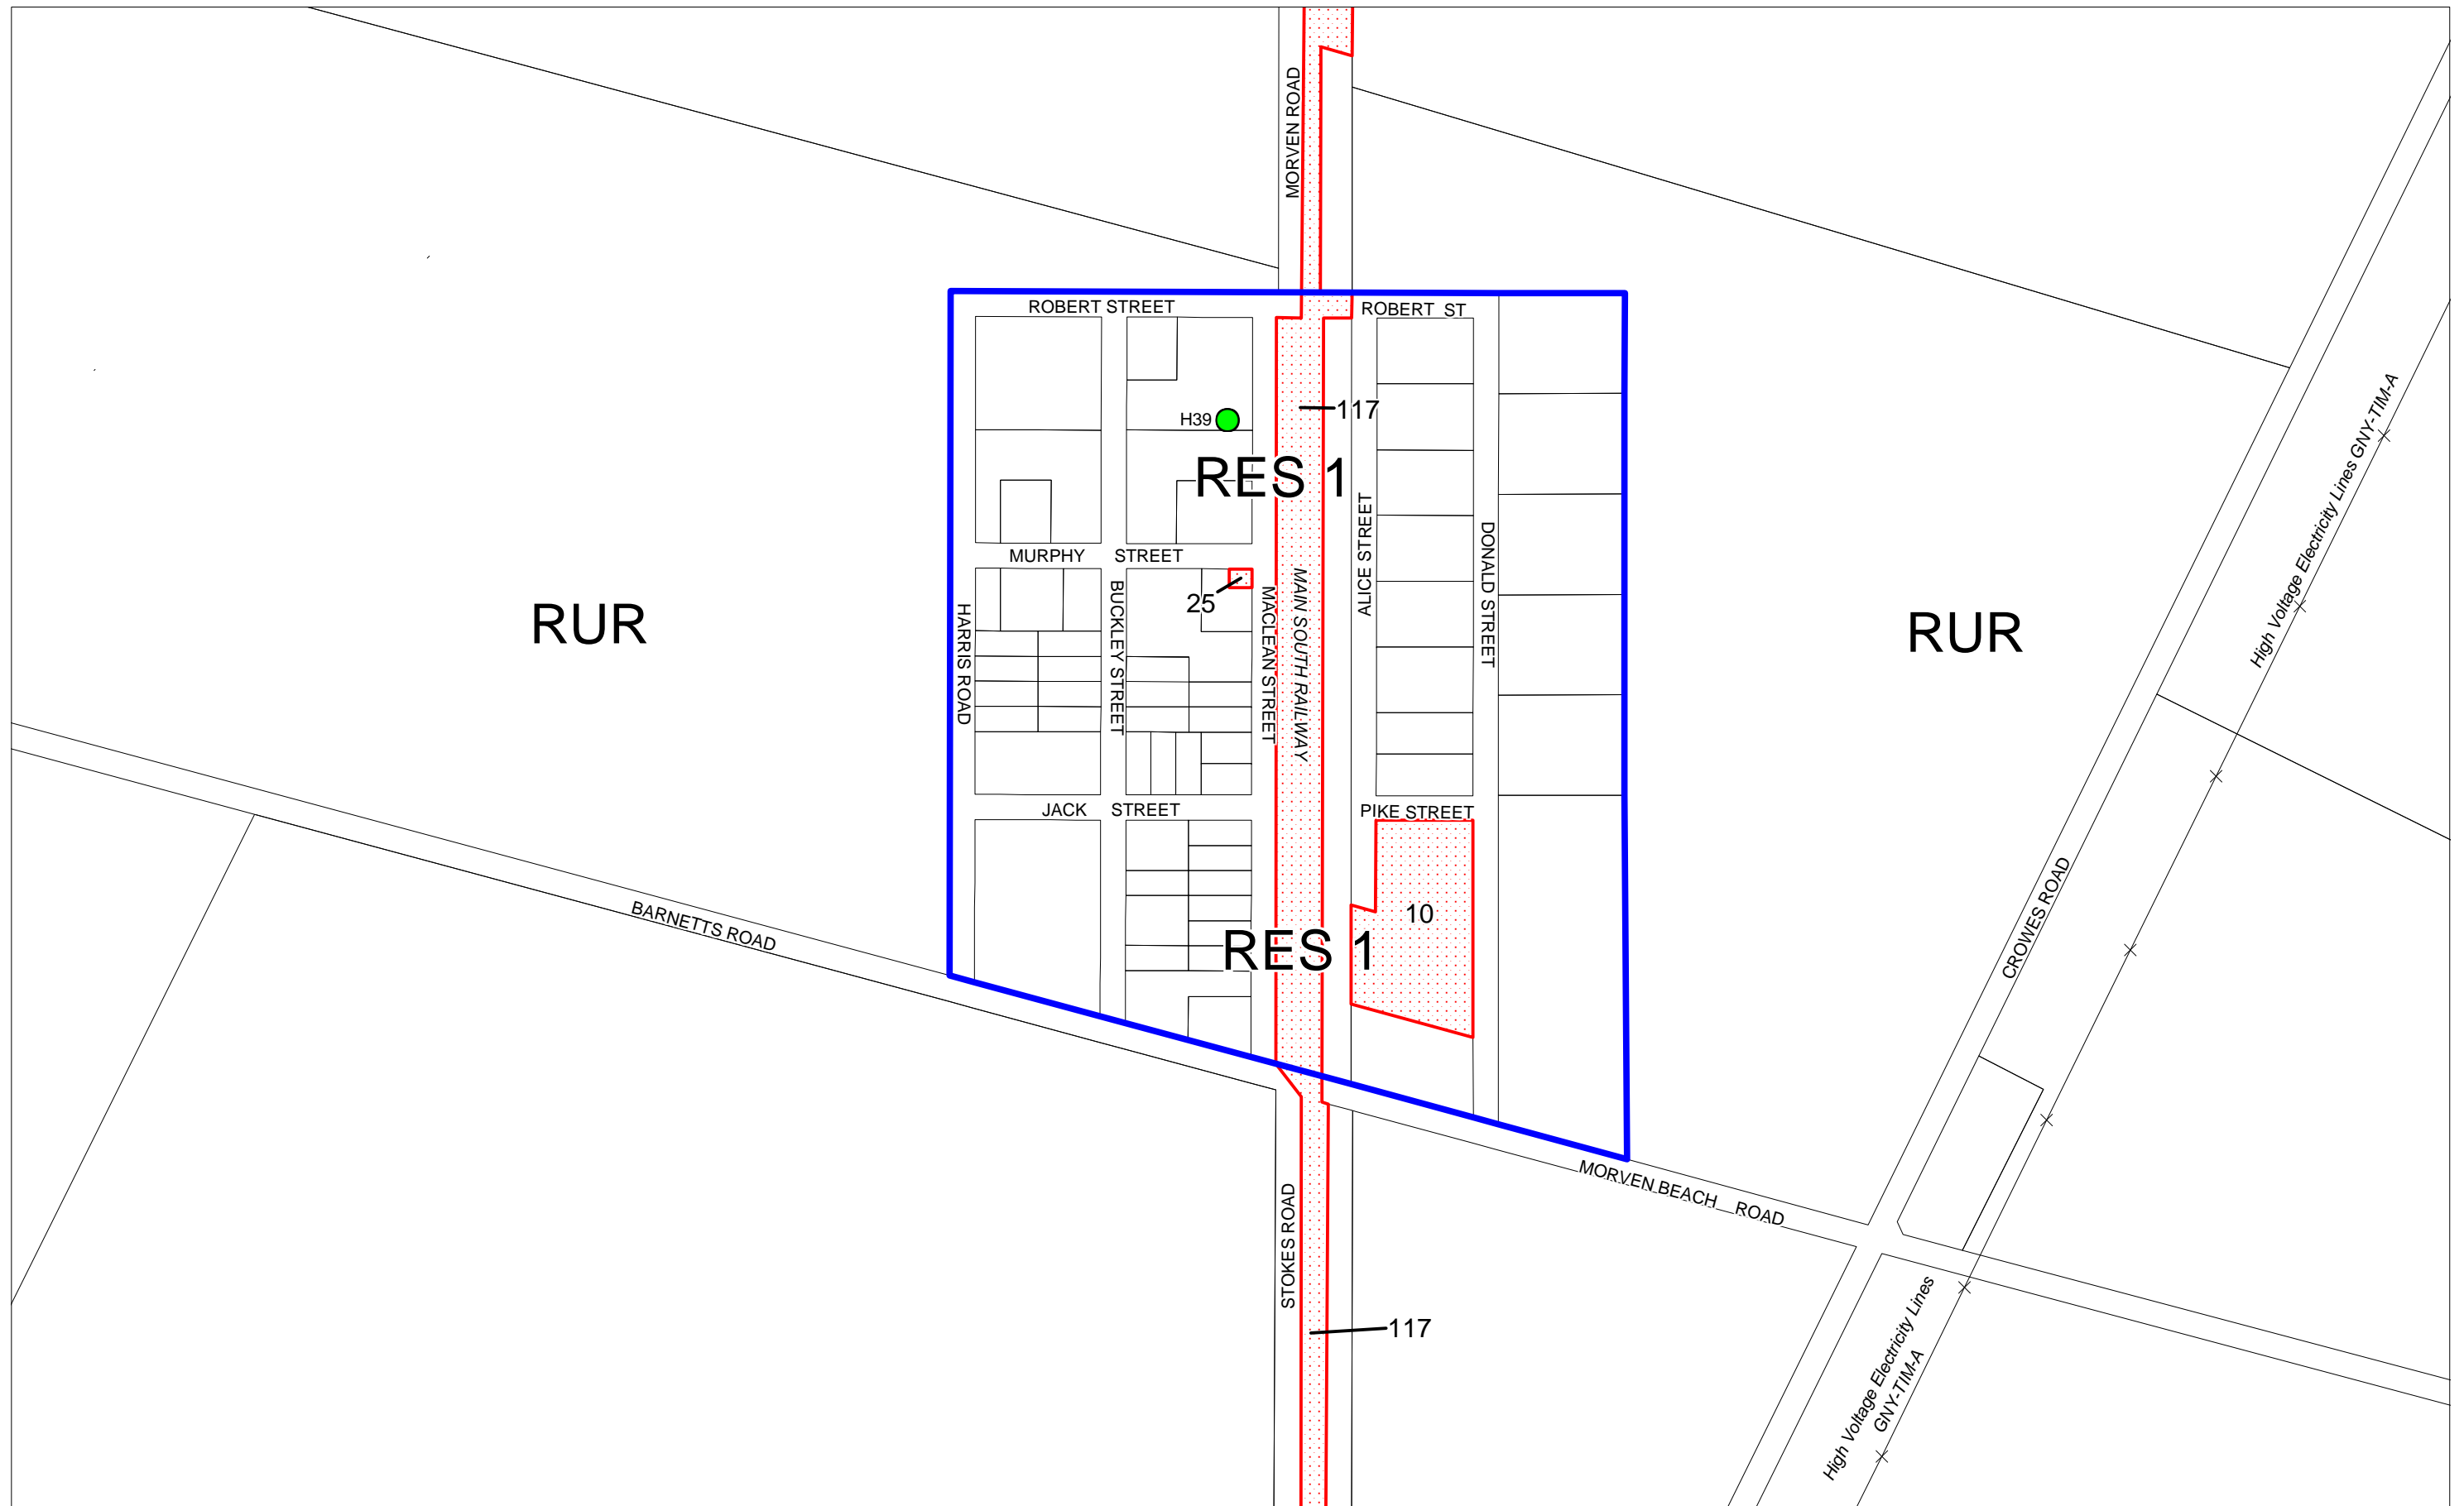 MORVEN ROAD
ROBERT STREET
ROBERT ST
H39
117
RES 1
High Voltage Electricity Lines GNY-TIM-A
MURPHY STREET
25
RUR
HARRIS ROAD
BUCKLEY STREET
MACLEAN STREET
MAIN SOUTH RAILWAY
ALICE STREET
DONALD STREET
RUR
JACK STREET
PIKE STREET
BARNETTS ROAD
10
RES 1
CROWES ROAD
MORVEN BEACH ROAD
STOKES ROAD
117
High Voltage Electricity Lines
GNY-TIM-A